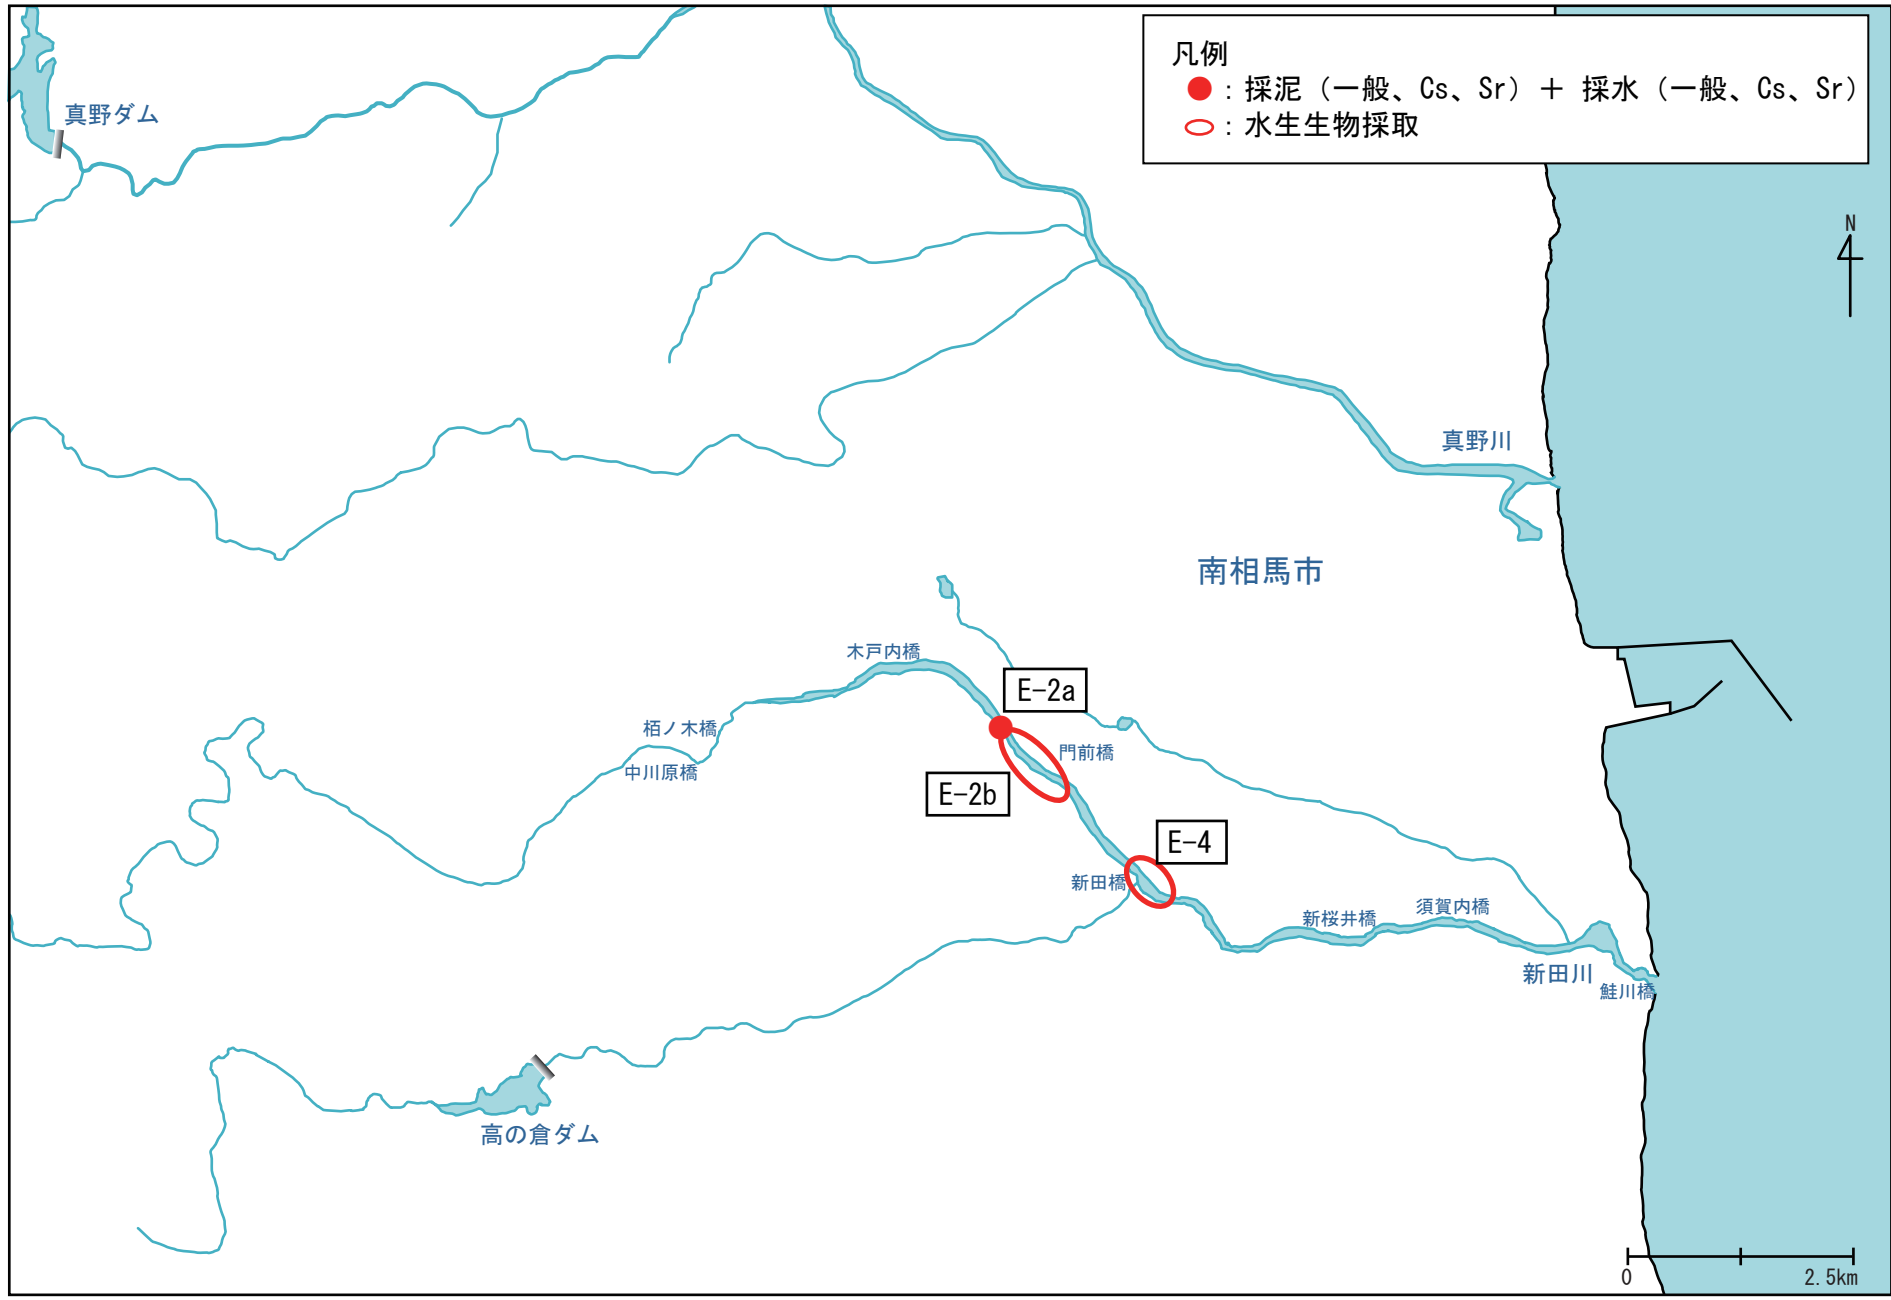 凡例
：採泥（一般、Cs、Sr）＋ 採水（一般、Cs、Sr）
：水生生物採取
真野ダム
N
真野川
南相馬市
木戸内橋
E-2a
栢ノ木橋
門前橋
中川原橋
E-2b
E-4
新田橋
須賀内橋
新桜井橋
新田川
鮭川橋
高の倉ダム
0
2.5km